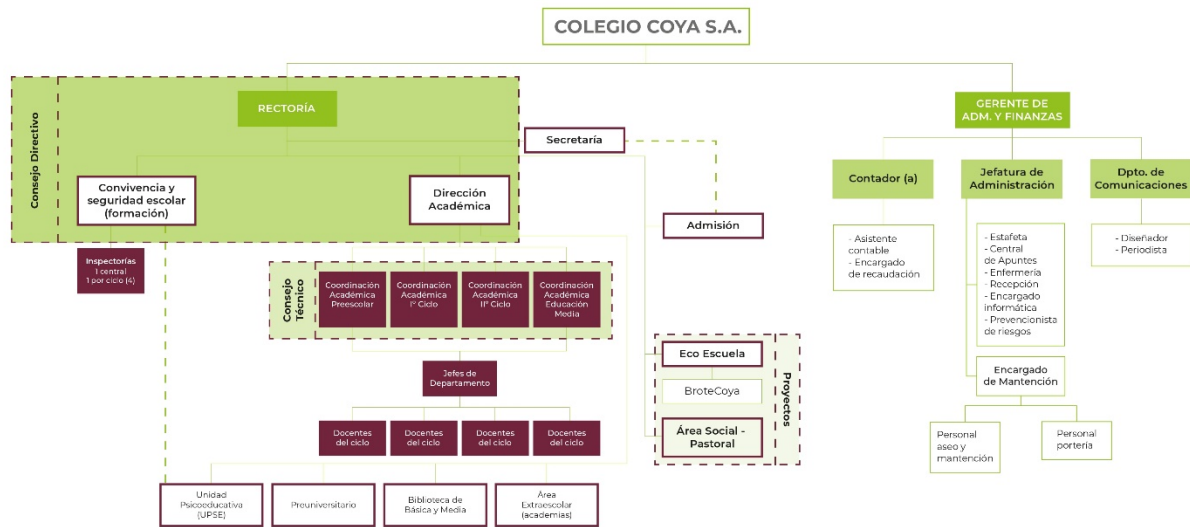 COLEGIO COYA S.A.
Consejo Directivo
RECTORÍA
GERENTE DE
ADM. Y FINANZAS
Secretaría
Convivencia y
seguridad escolar
(formación)
Dirección
Académica
Contador (a)
Jefatura de
Administración
Dpto. de
Comunicaciones
Admisión
- Asistente
contable
- Encargado
de recaudación
- Estafeta
- Central
de Apuntes
- Enfermería
- Recepción
- Encargado
informática
- Prevencionista
de riesgos
- Diseñador
- Periodista
Inspectorías
1 central
1 por ciclo (4)
Consejo
Técnico
Coordinación
Académica
Preescolar
Coordinación
Académica
Iº Ciclo
Coordinación
Académica
IIº Ciclo
Coordinación
Académica
Educación
Media
Eco Escuela
BroteCoya
Área Social -
Pastoral
Proyectos
Encargado
de Mantención
Jefes de
Departamento
Docentes
del ciclo
Docentes
del ciclo
Docentes
del ciclo
Docentes
del ciclo
Personal
aseo y
mantención
Personal
portería
Unidad
Psicoeducativa
(UPSE)
Preuniversitario
Biblioteca de
Básica y Media
Área
Extraescolar
(academias)